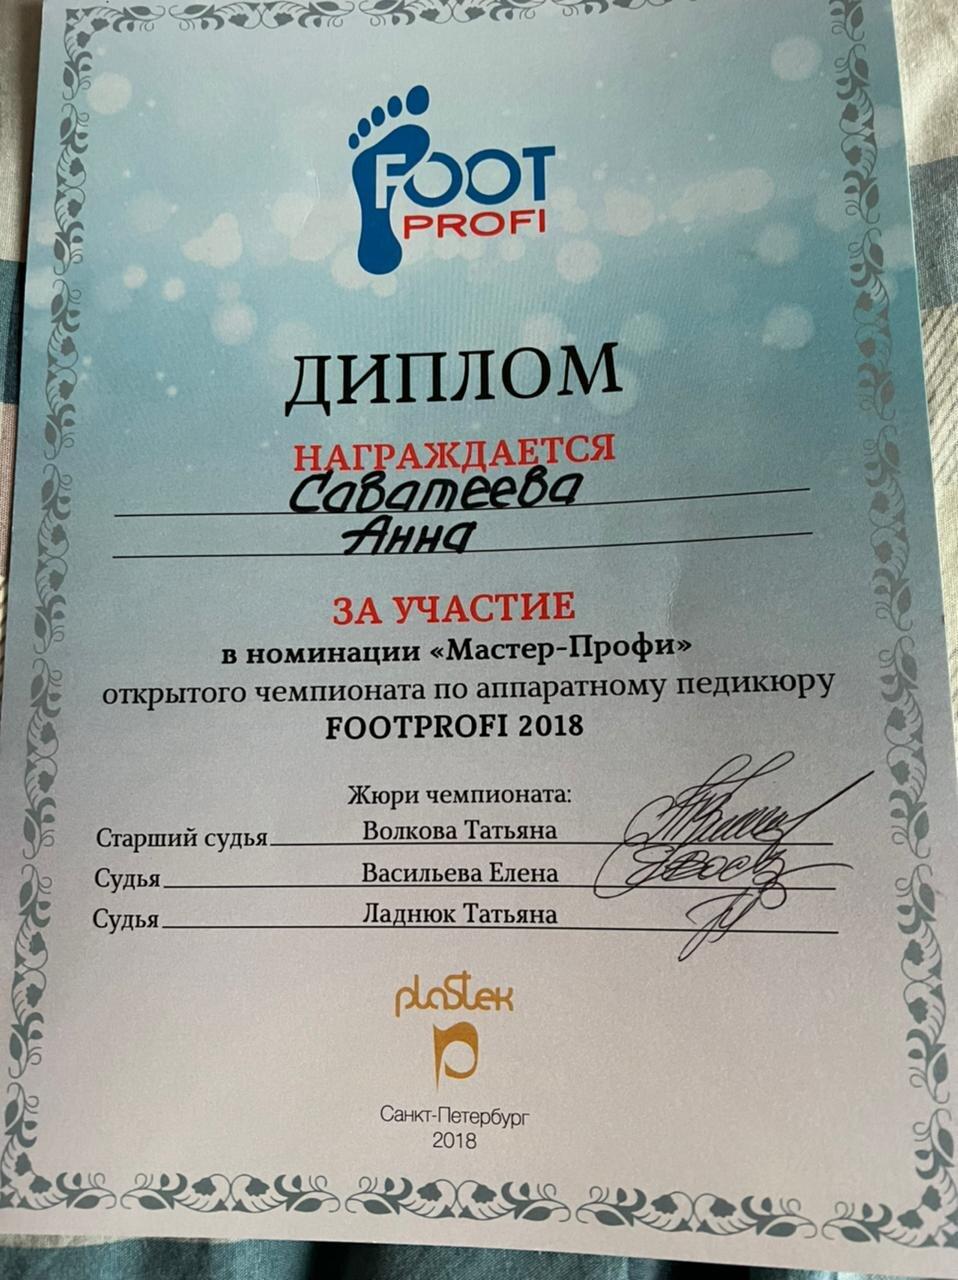 FOOT
PROFI
ДИПЛОМ
НАГРАЖДАЕТСЯ
Саватеева
Анна
ЗА УЧАСТИЕ
в номинации «Мастер-Профи»
открытого чемпионата по аппаратному педикюру
FOOTPROFI 2018
Жюри чемпионата:
Старший судья Волкова Татьяна
Судья Васильева Елена
Судья Ладнюк Татьяна
plastek
Санкт-Петербург
2018